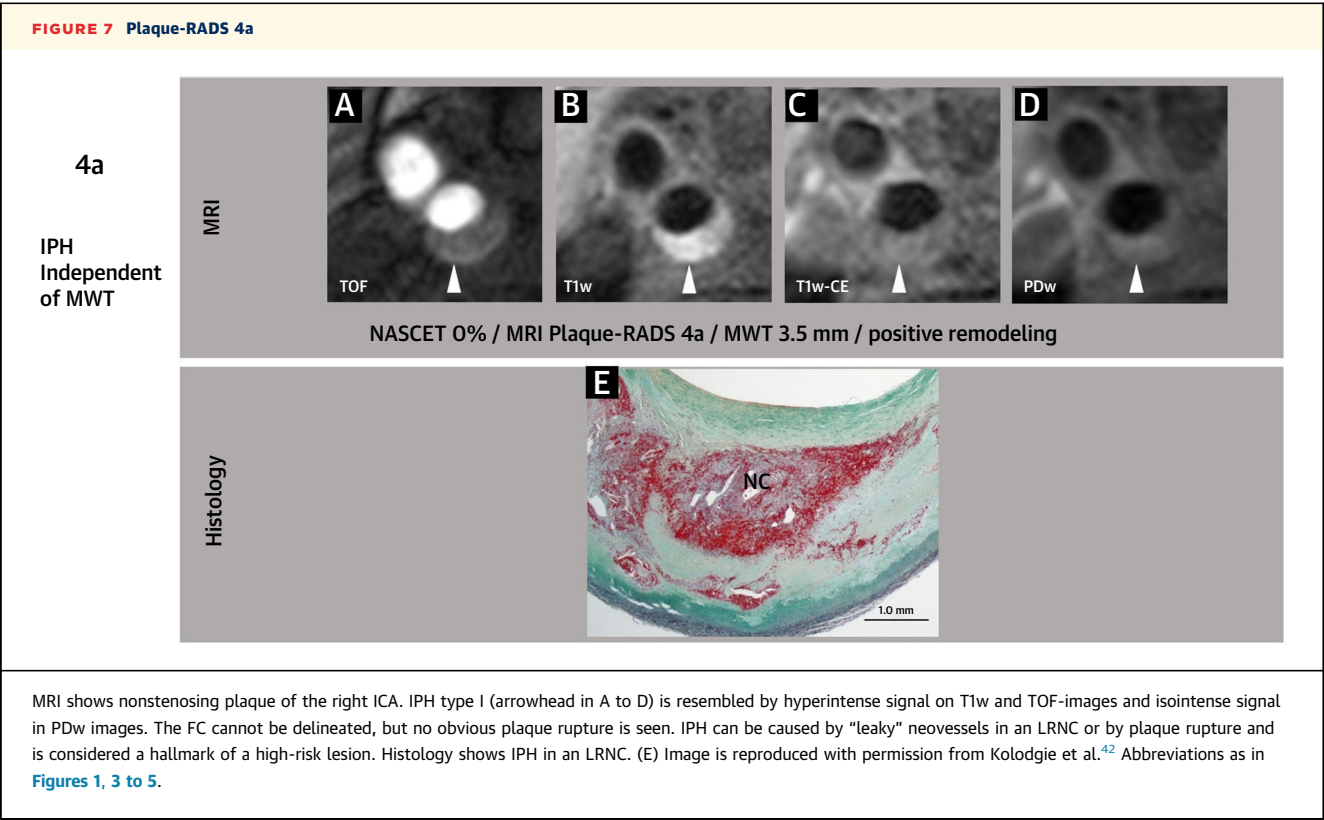 FIGURE 7 Plaque-RADS 4a
4a
IPH
Independent
of MWT
MRI
A
TOF
B
T1w
C
T1w-CE
D
PDw
NASCET 0% / MRI Plaque-RADS 4a / MWT 3.5 mm / positive remodeling
Histology
E
NC
1.0 mm
MRI shows nonstenosing plaque of the right ICA. IPH type I (arrowhead in A to D) is resembled by hyperintense signal on T1w and TOF-images and isointense signal
in PDw images. The FC cannot be delineated, but no obvious plaque rupture is seen. IPH can be caused by “leaky” neovessels in an LRNC or by plaque rupture and
is considered a hallmark of a high-risk lesion. Histology shows IPH in an LRNC. (E) Image is reproduced with permission from Kolodgie et al.42 Abbreviations as in
Figures 1, 3 to 5.